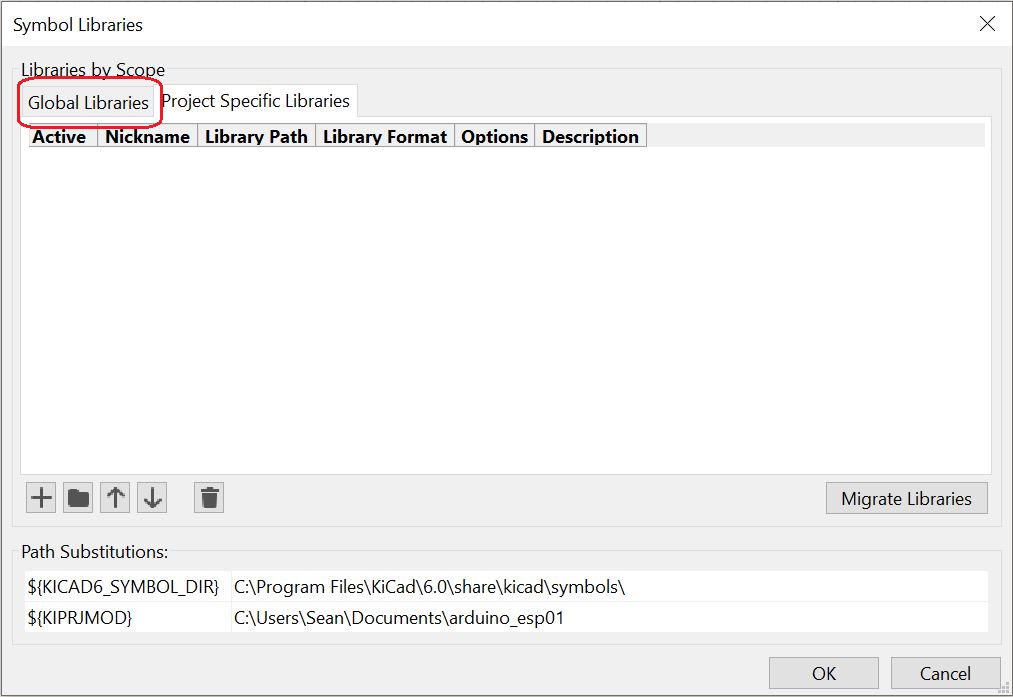 Symbol Libraries
Libraries by Scope
Global Libraries Project Specific Libraries
Active Nickname Library Path Library Format Options Description
Migrate Libraries
Path Substitutions:
${KICAD6_SYMBOL_DIR} C:\Program Files\KiCad\6.0\share\kicad\symbols\
${KIPRJMOD} C:\Users\Sean\Documents\arduino_esp01
OK Cancel